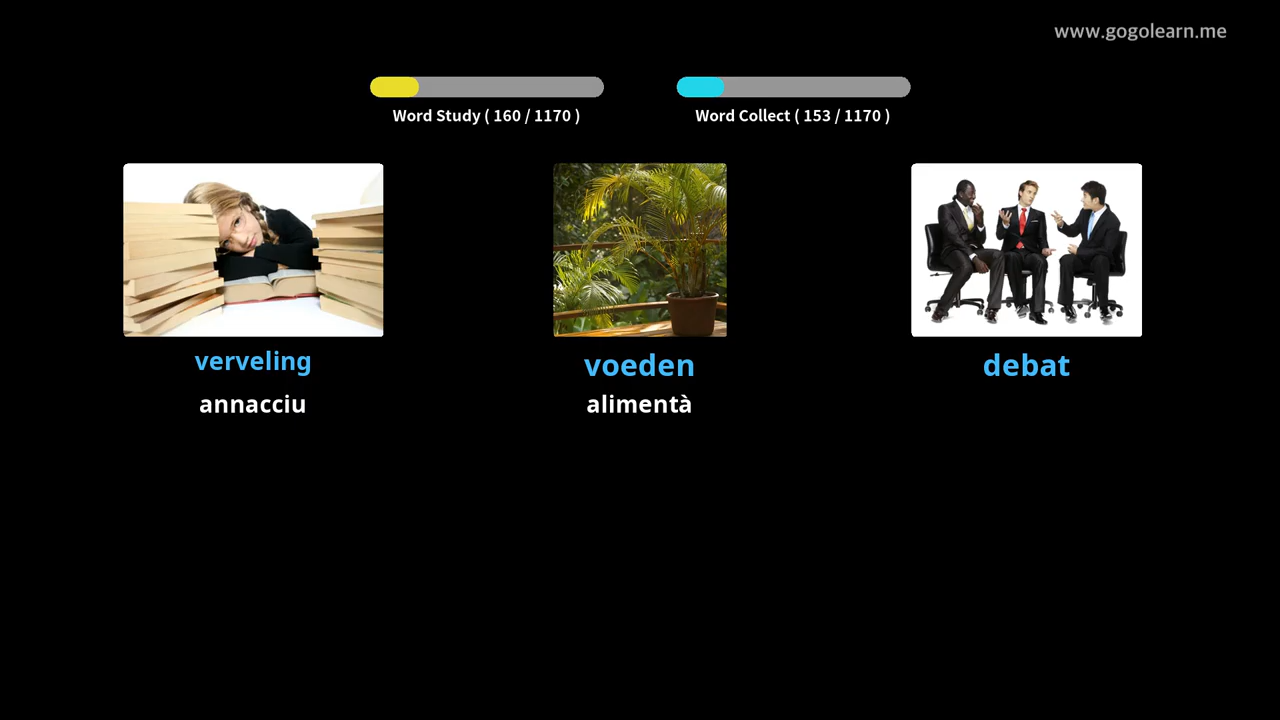 www.gogolearn.me
Word Study ( 160 / 1170 )
Word Collect ( 153 / 1170 )
verveling
voeden
debat
annacciu
alimentà